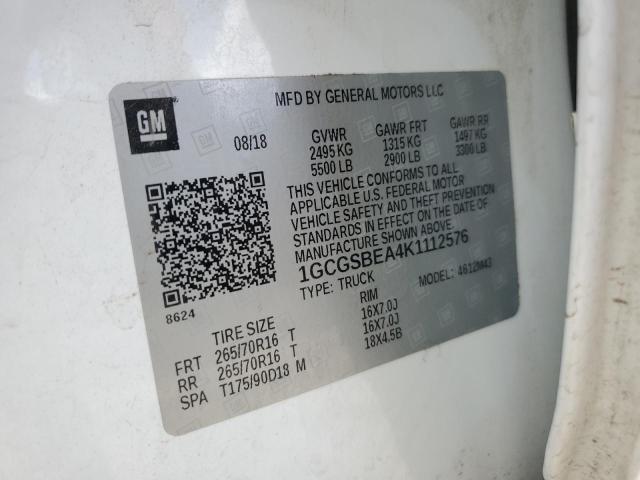 MFD BY GENERAL MOTORS LLC
GM
08/18 GVWR GAWR FRT GAWR RR
2495 KG 1315 KG 1497 KG
5500 LB 2900 LB 3300 LB
THIS VEHICLE CONFORMS TO ALL
APPLICABLE U.S. FEDERAL MOTOR
VEHICLE SAFETY AND THEFT PREVENTION
STANDARDS IN EFFECT ON THE DATE OF
MANUFACTURE SHOWN ABOVE.
1GCGSBEA4K1112576
TYPE: TRUCK MODEL: 4612M43
8624
TIRE SIZE RIM
FRT 265/70R16 T 16X7.0J
RR 265/70R16 T 16X7.0J
SPA T175/90D18 M 18X4.5B